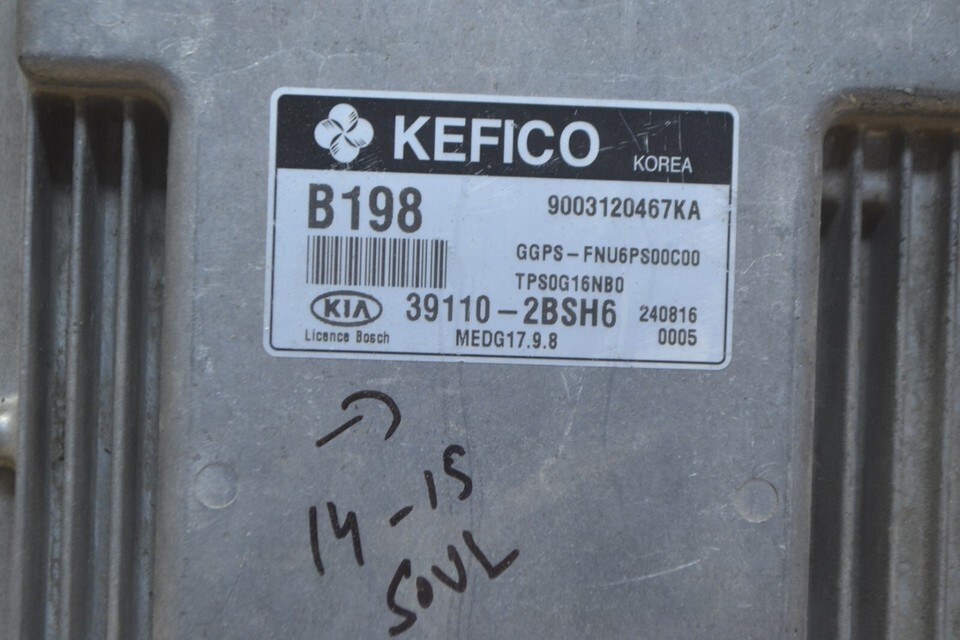 KEFICO KOREA
B198 9003120467KA
GGPS-FNU6PS00C00
TPS0G16NB0
KIA 39110-2BSH6 240816
Licence Bosch MEDG17.9.8 0005
14-15
SOUL